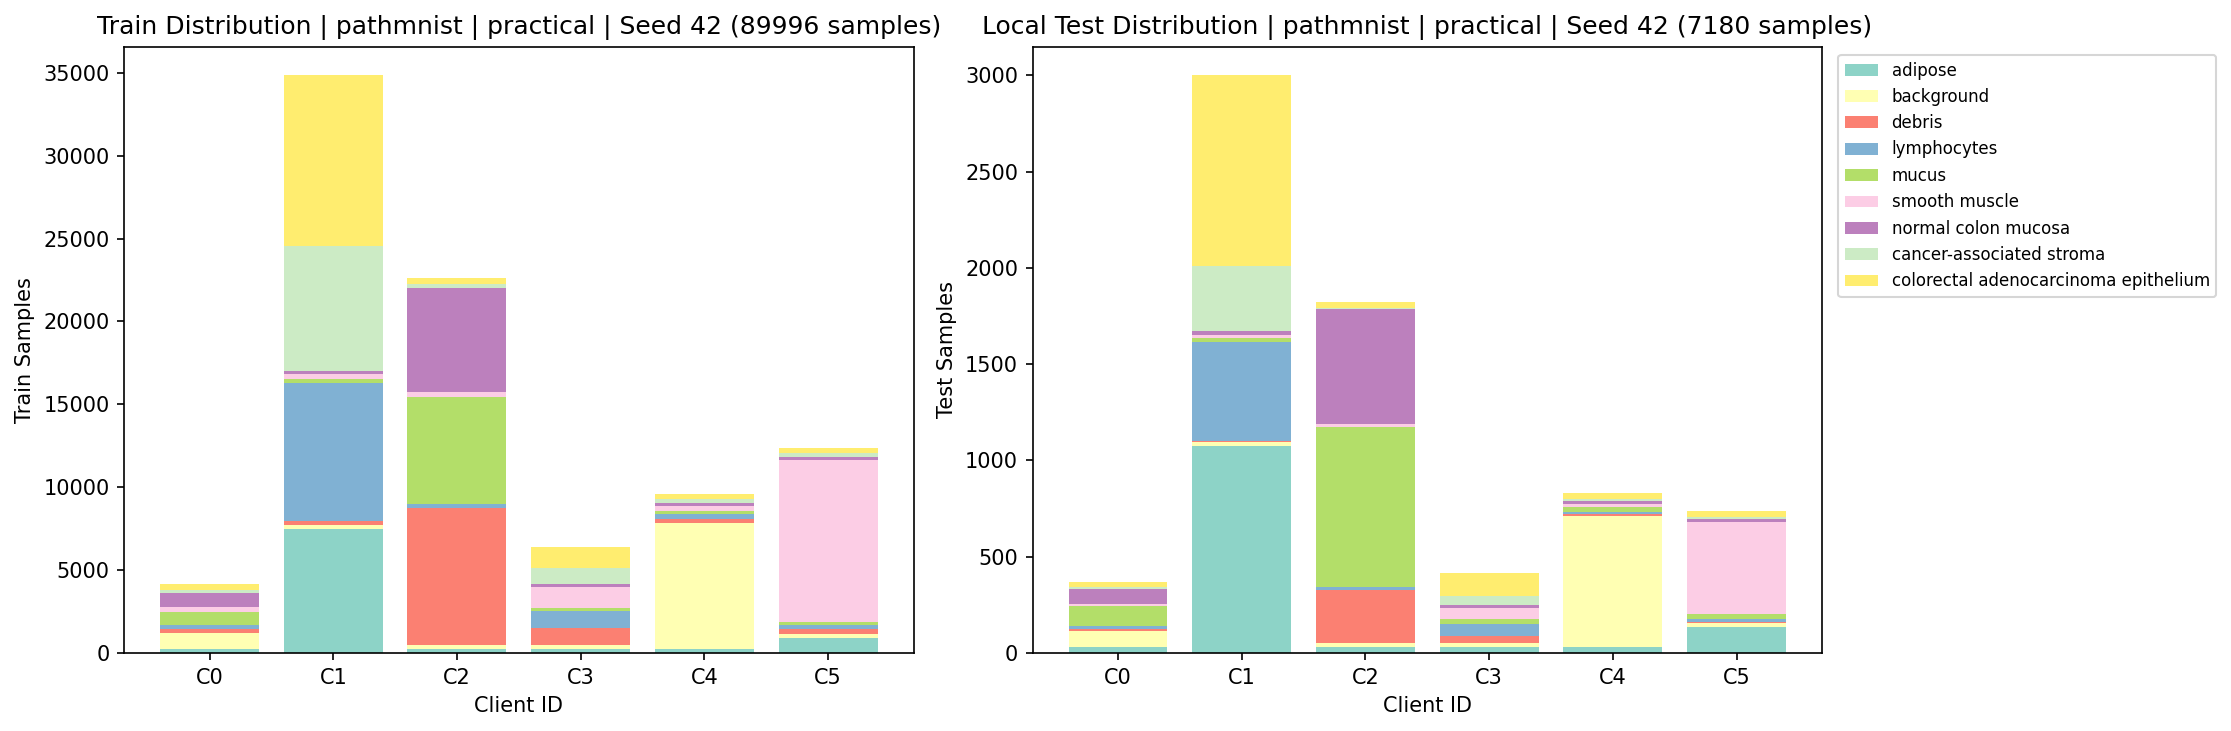 Train Distribution | pathmnist | practical | Seed 42 (89996 samples)
35000
30000
25000
20000
15000
10000
5000
0
Train Samples
C0 C1 C2 C3 C4 C5
Client ID
Local Test Distribution | pathmnist | practical | Seed 42 (7180 samples)
3000
2500
2000
1500
1000
500
0
Test Samples
C0 C1 C2 C3 C4 C5
Client ID
adipose
background
debris
lymphocytes
mucus
smooth muscle
normal colon mucosa
cancer-associated stroma
colorectal adenocarcinoma epithelium